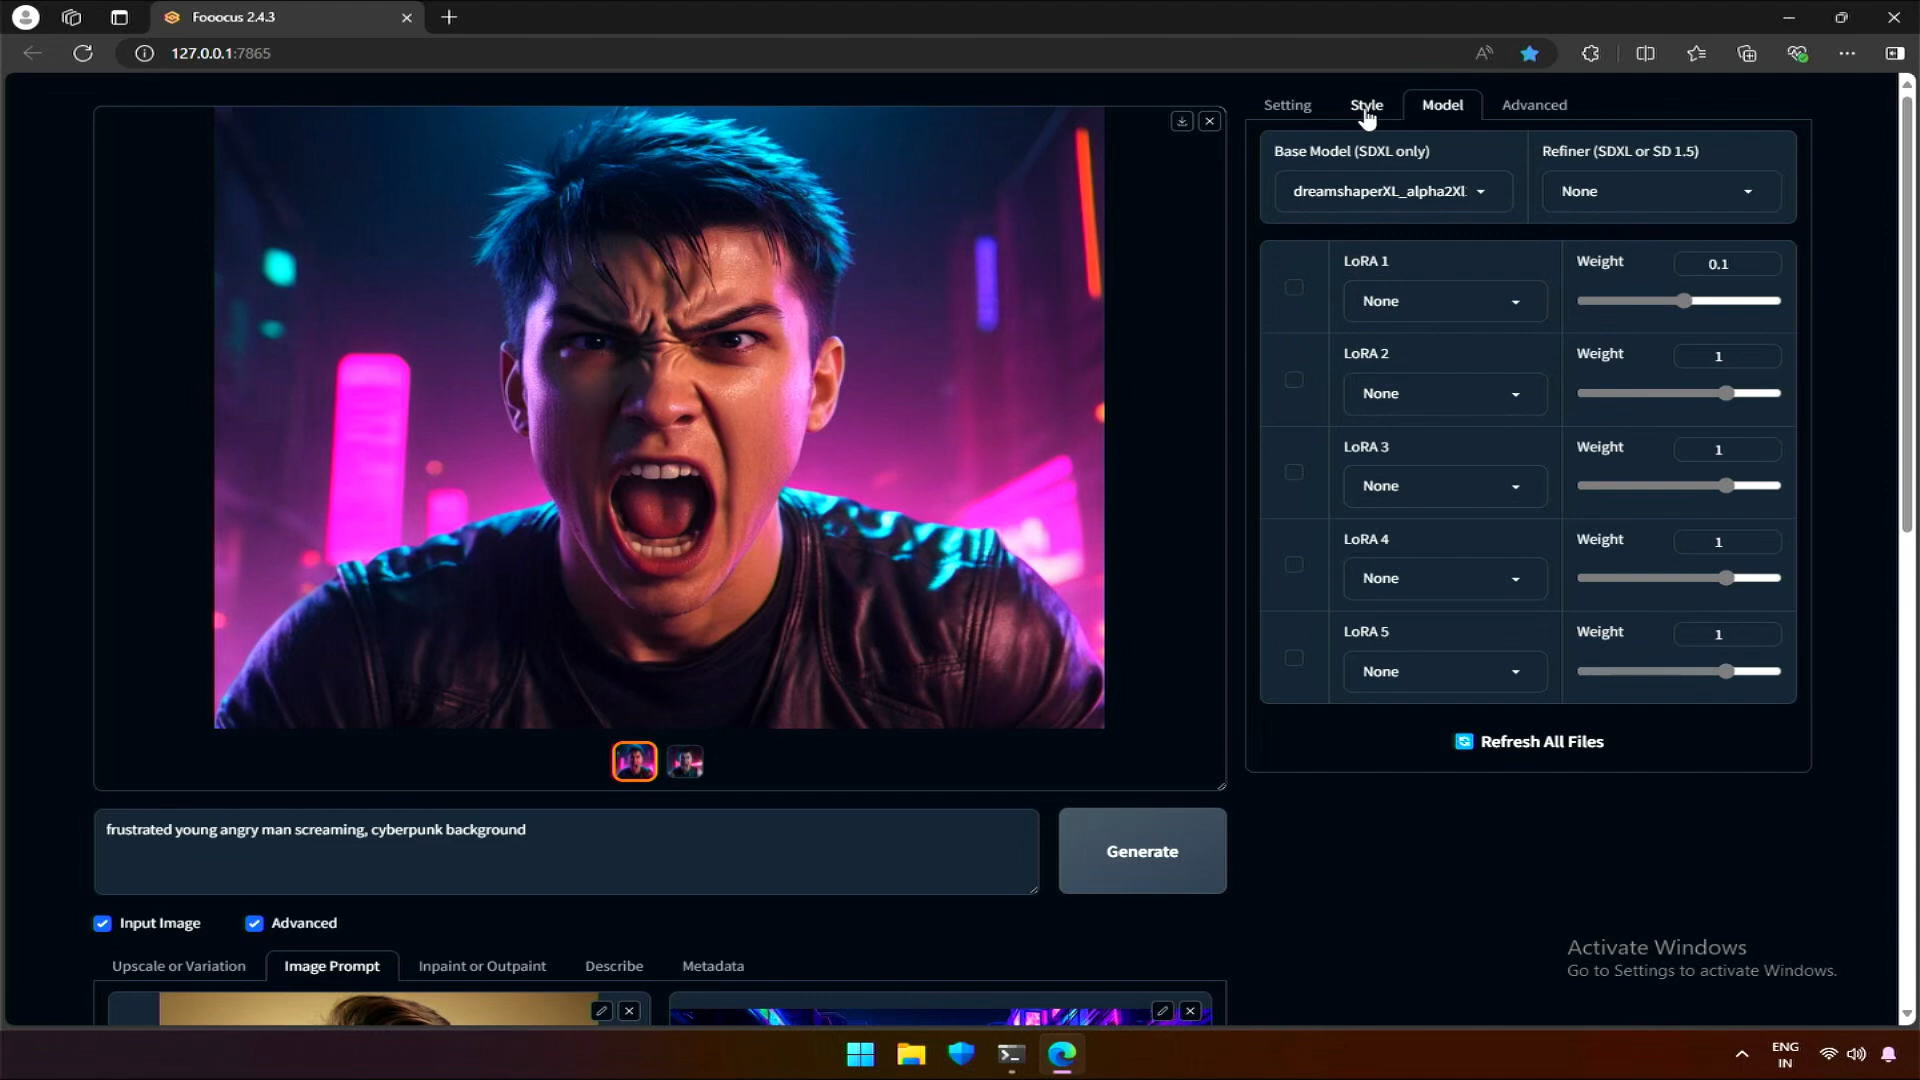 Fooocus 2.4.3
127.0.0.1:7865
Setting
Style
Model
Advanced
Base Model (SDXL only)
Refiner (SDXL or SD 1.5)
dreamshaperXL_alpha2Xl
None
LoRA 1
Weight
0.1
None
LoRA 2
Weight
1
None
LoRA 3
Weight
1
None
LoRA 4
Weight
1
None
LoRA 5
Weight
1
None
Refresh All Files
frustrated young angry man screaming, cyberpunk background
Generate
Input Image
Advanced
Upscale or Variation
Image Prompt
Inpaint or Outpaint
Describe
Metadata
Activate Windows
Go to Settings to activate Windows.
ENG
IN